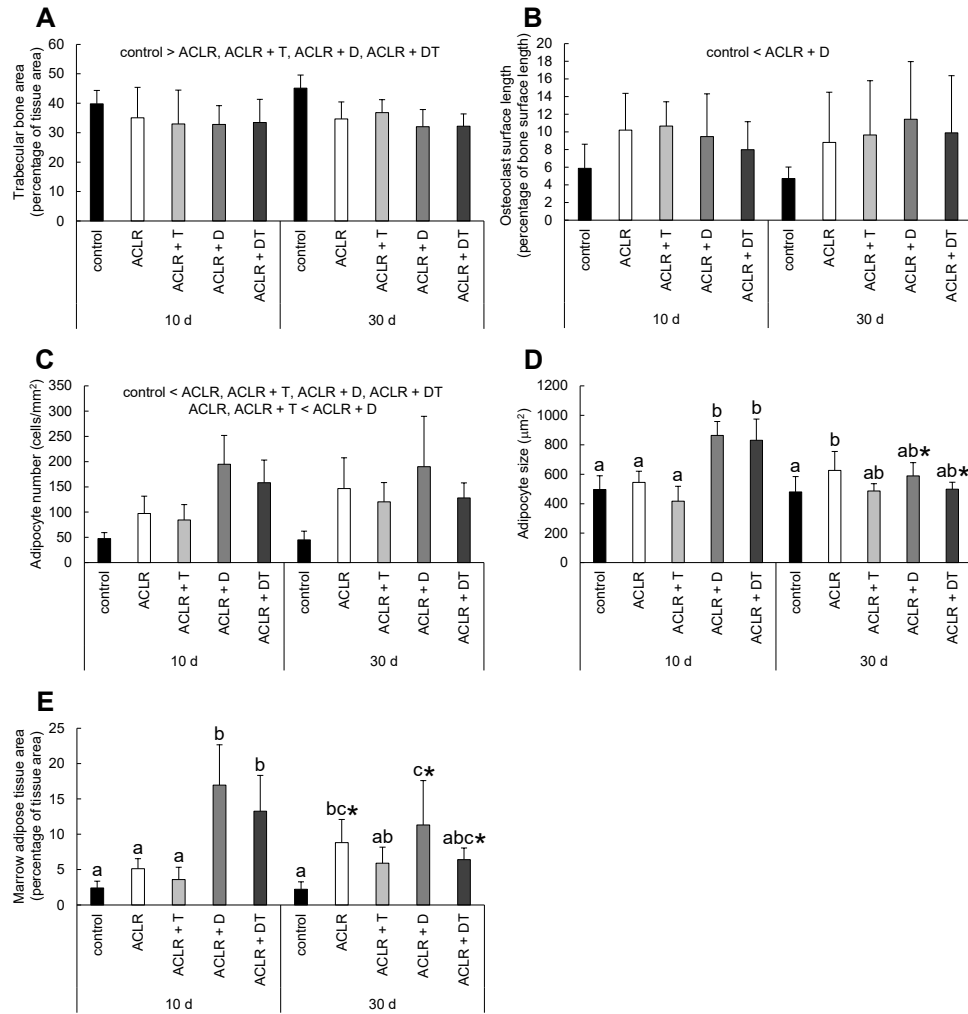 A
Trabecular bone area
(percentage of tissue area)
60
50
40
30
20
10
0
control > ACLR, ACLR + T, ACLR + D, ACLR + DT
control
ACLR
ACLR + T
ACLR + D
ACLR + DT
control
ACLR
ACLR + T
ACLR + D
ACLR + DT
10 d
30 d
B
Osteoclast surface length
(percentage of bone surface length)
20
18
16
14
12
10
8
6
4
2
0
control < ACLR + D
control
ACLR
ACLR + T
ACLR + D
ACLR + DT
control
ACLR
ACLR + T
ACLR + D
ACLR + DT
10 d
30 d
C
Adipocyte number (cells/mm²)
350
300
250
200
150
100
50
0
control < ACLR, ACLR + T, ACLR + D, ACLR + DT
ACLR, ACLR + T < ACLR + D
control
ACLR
ACLR + T
ACLR + D
ACLR + DT
control
ACLR
ACLR + T
ACLR + D
ACLR + DT
10 d
30 d
D
Adipocyte size (μm²)
1200
1000
800
600
400
200
0
a
a
a
b
b
a
b
ab
ab*
ab*
control
ACLR
ACLR + T
ACLR + D
ACLR + DT
control
ACLR
ACLR + T
ACLR + D
ACLR + DT
10 d
30 d
E
Marrow adipose tissue area
(percentage of tissue area)
25
20
15
10
5
0
a
a
a
b
b
a
bc*
ab
c*
abc*
control
ACLR
ACLR + T
ACLR + D
ACLR + DT
control
ACLR
ACLR + T
ACLR + D
ACLR + DT
10 d
30 d